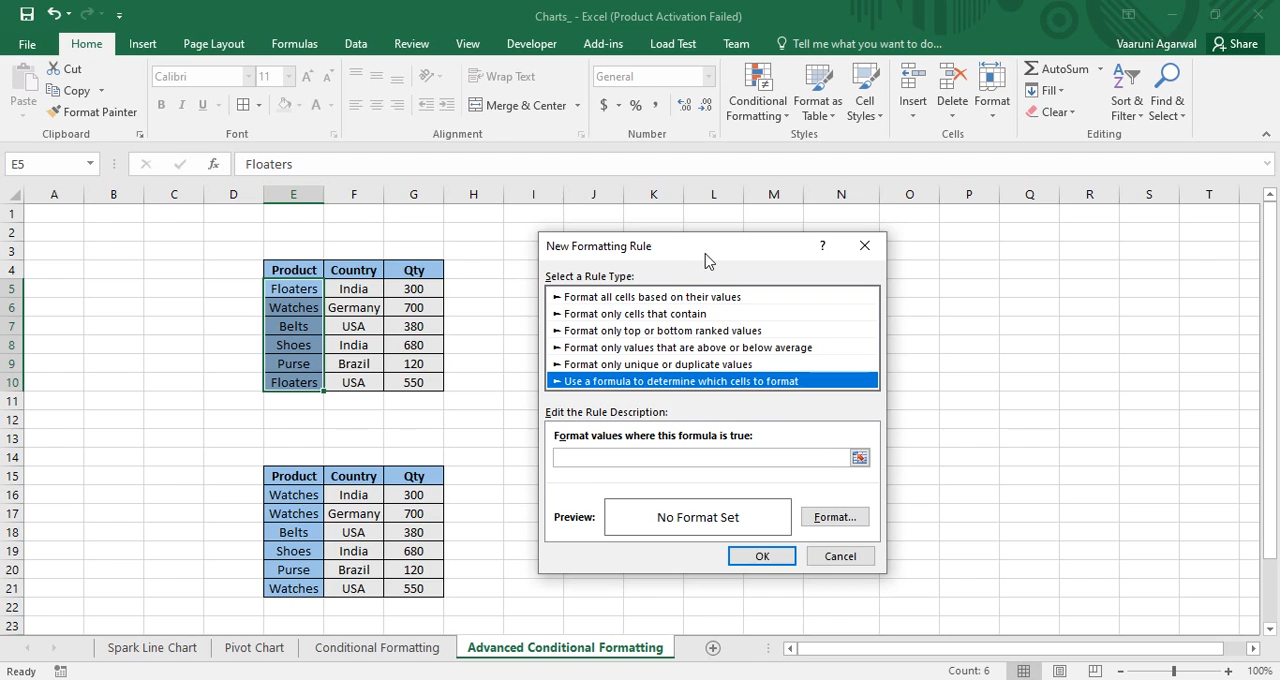 Charts_ - Excel (Product Activation Failed)
File Home Insert Page Layout Formulas Data Review View Developer Add-ins Load Test Team Tell me what you want to do... Vaaruni Agarwal Share
Paste Cut Copy Format Painter Clipboard
Calibri 11 B I U A A A Font
Wrap Text Merge & Center Alignment
General $ % , Number
Conditional Formatting Format as Table Cell Styles Styles
Insert Delete Format Cells
AutoSum Fill Clear Sort & Filter Find & Select Editing
E5 fx Floaters
A B C D E F G H I J K L M N O P Q R S T
1
2
3
4 Product Country Qty
5 Floaters India 300
6 Watches Germany 700
7 Belts USA 380
8 Shoes India 680
9 Purse Brazil 120
10 Floaters USA 550
11
12
13
14
15 Product Country Qty
16 Watches India 300
17 Watches Germany 700
18 Belts USA 380
19 Shoes India 680
20 Purse Brazil 120
21 Watches USA 550
22
23
New Formatting Rule ?
Select a Rule Type:
► Format all cells based on their values
► Format only cells that contain
► Format only top or bottom ranked values
► Format only values that are above or below average
► Format only unique or duplicate values
► Use a formula to determine which cells to format
Edit the Rule Description:
Format values where this formula is true:
Preview: No Format Set Format...
OK Cancel
Spark Line Chart Pivot Chart Conditional Formatting Advanced Conditional Formatting
Ready Count: 6 100%